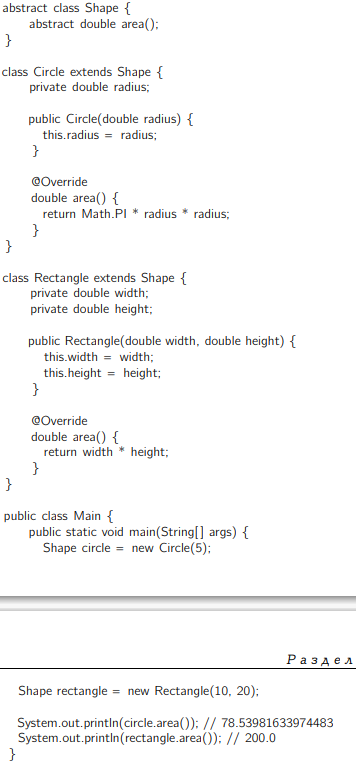 abstract class Shape {
abstract double area();
}
class Circle extends Shape {
private double radius;
public Circle(double radius) {
this.radius = radius;
}
@Override
double area() {
return Math.PI * radius * radius;
}
}
class Rectangle extends Shape {
private double width;
private double height;
public Rectangle(double width, double height) {
this.width = width;
this.height = height;
}
@Override
double area() {
return width * height;
}
}
public class Main {
public static void main(String[] args) {
Shape circle = new Circle(5);
Раздел
Shape rectangle = new Rectangle(10, 20);
System.out.println(circle.area()); // 78.53981633974483
System.out.println(rectangle.area()); // 200.0
}